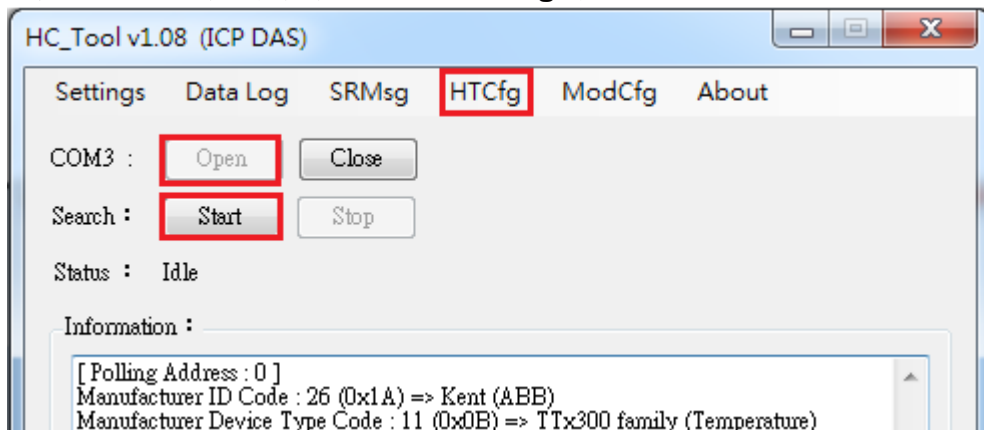 HC_Tool v1.08 (ICP DAS)
Settings Data Log SRMsg HTCfg ModCfg About
COM3 : Open Close
Search : Start Stop
Status : Idle
Information :
[ Polling Address : 0 ]
Manufacturer ID Code : 26 (0x1A) => Kent (ABB)
Manufacturer Device Type Code : 11 (0x0B) => TTx300 family (Temperature)